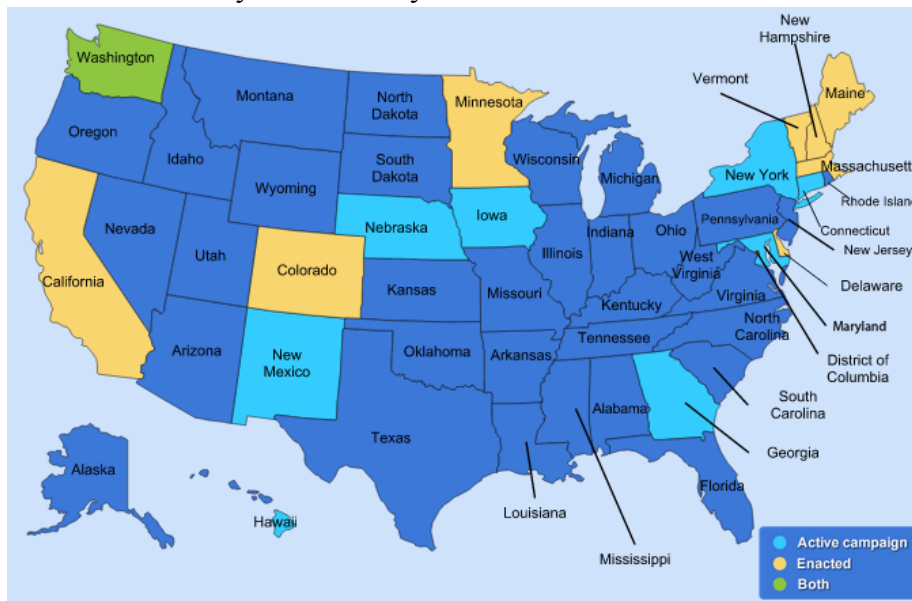 New
Hampshire
Washington
Vermont
Maine
Montana
North
Dakota
Minnesota
Oregon
Idaho
South
Dakota
Wisconsin
Michigan
New York
Massachusett
Wyoming
Rhode Islan
Connecticut
Nebraska
Iowa
Pennsylvania
New Jersey
Nevada
Utah
Colorado
Illinois
Indiana
Ohio
West
Virginia
Delaware
California
Kansas
Missouri
Kentucky
Virginia
Maryland
Arizona
New
Mexico
Oklahoma
Arkansas
Tennessee
North
Carolina
District of
Columbia
South
Carolina
Texas
Alabama
Georgia
Alaska
Hawaii
Louisiana
Florida
Mississippi
Active campaign
Enacted
Both